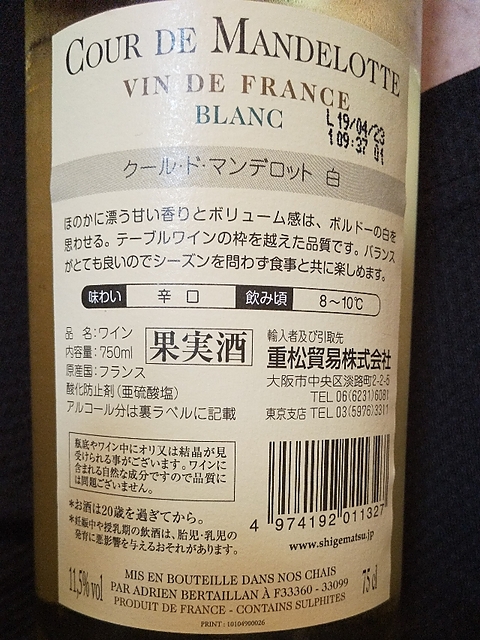 COUR DE MANDELOTTE
VIN DE FRANCE
BLANC
L 19/04/23
109:37 01
クール・ド・マンデロット 白
ほのかに漂う甘い香りとボリューム感は、ボルドーの白を
思わせる。テーブルワインの枠を越えた品質です。バランス
がとても良いのでシーズンを問わず食事と共に楽しめます。
味わい 辛口 飲み頃 8~10℃
品 名:ワイン
内容量:750ml
原産国:フランス
酸化防止剤(亜硫酸塩)
アルコール分は裏ラベルに記載
果実酒
輸入者及び引取先
重松貿易株式会社
大阪市中央区淡路町2-2-5
TEL 06(6231)6081
東京支店 TEL 03(5976)3311
瓶底やワイン中にオリ又は結晶が見
受けられる事がございます。ワインに
含まれる自然な成分ですので品質に
は問題ございません。
*お酒は20歳を過ぎてから。
*妊娠中や授乳期の飲酒は、胎児・乳児の
発育に悪影響を与えるおそれがあります。
4 974192 011327
www.shigematsu.jp
11,5% vol
MIS EN BOUTEILLE DANS NOS CHAIS
PAR ADRIEN BERTAILLAN À F33360 - 33099
PRODUIT DE FRANCE - CONTAINS SULPHITES
75 cl
PRINT : 10104900026